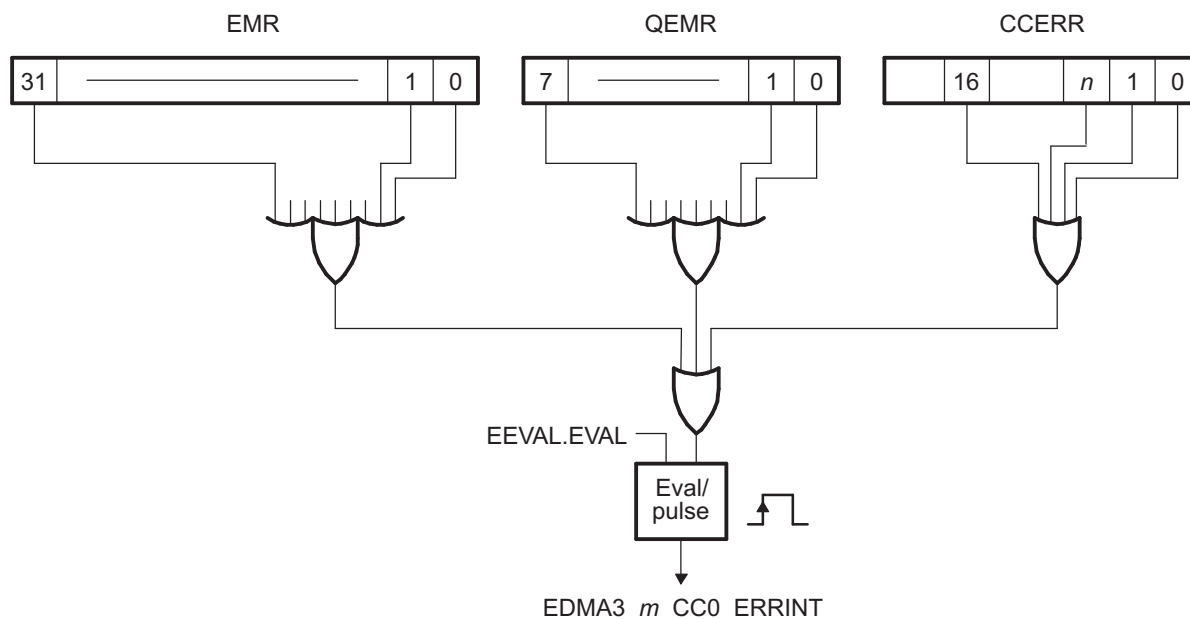 EMR QEMR CCERR
31 1 0 7 1 0 16 n 1 0
EEVAL.EVAL
Eval/
pulse
EDMA3 m CC0 ERRINT